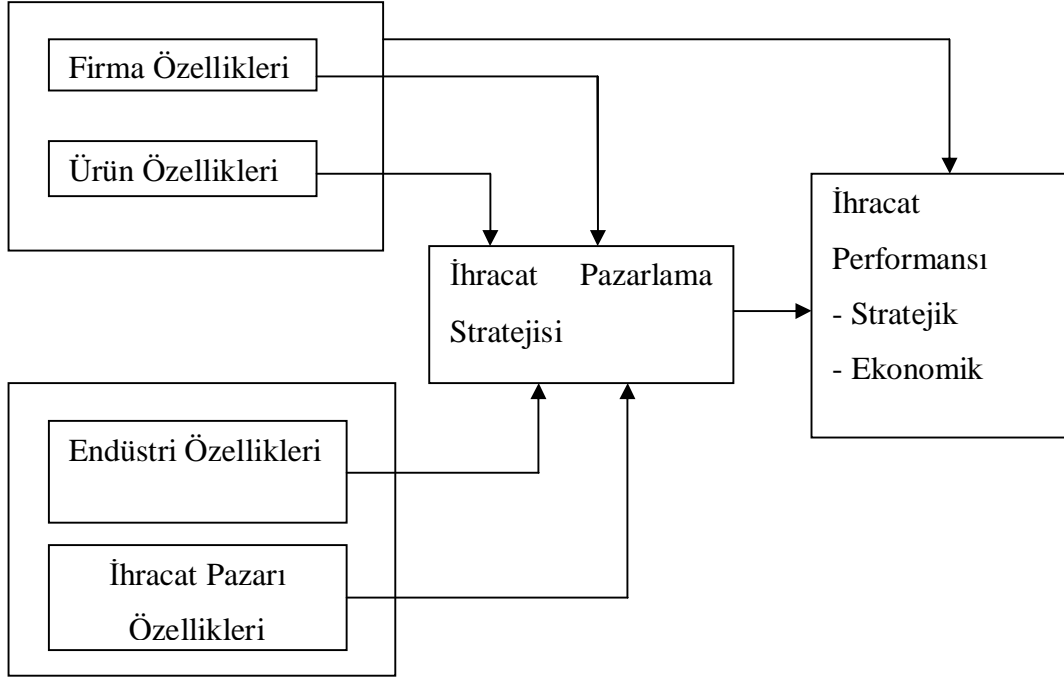 Firma Özellikleri
Ürün Özellikleri
İhracat Pazarlama
Stratejisi
İhracat
Performansı
- Stratejik
- Ekonomik
Endüstri Özellikleri
İhracat Pazarı
Özellikleri